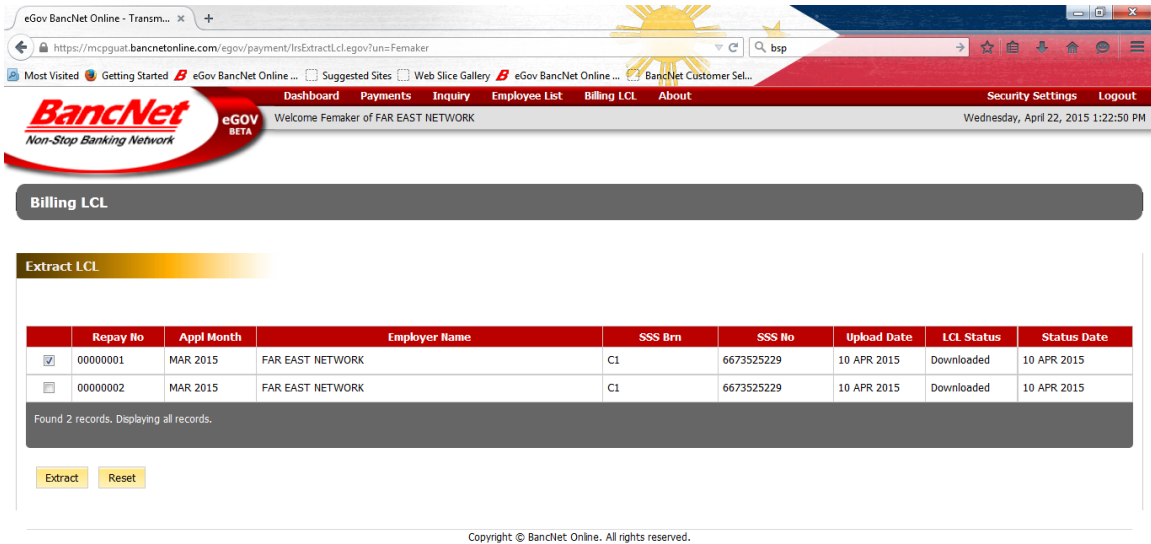 eGov BancNet Online - Transm... × +
https://mcpguat.bancnetonline.com/egov/payment/lrsExtractLcl.egov?un=Femaker bsp
Most Visited Getting Started eGov BancNet Online ... Suggested Sites Web Slice Gallery eGov BancNet Online ... BancNet Customer Sel...
Dashboard Payments Inquiry Employee List Billing LCL About Security Settings Logout
BancNet eGOV BETA
Non-Stop Banking Network
Welcome Femaker of FAR EAST NETWORK Wednesday, April 22, 2015 1:22:50 PM
Billing LCL
Extract LCL
Repay No Appl Month Employer Name SSS Brn SSS No Upload Date LCL Status Status Date
00000001 MAR 2015 FAR EAST NETWORK C1 6673525229 10 APR 2015 Downloaded 10 APR 2015
00000002 MAR 2015 FAR EAST NETWORK C1 6673525229 10 APR 2015 Downloaded 10 APR 2015
Found 2 records. Displaying all records.
Extract Reset
Copyright © BancNet Online. All rights reserved.